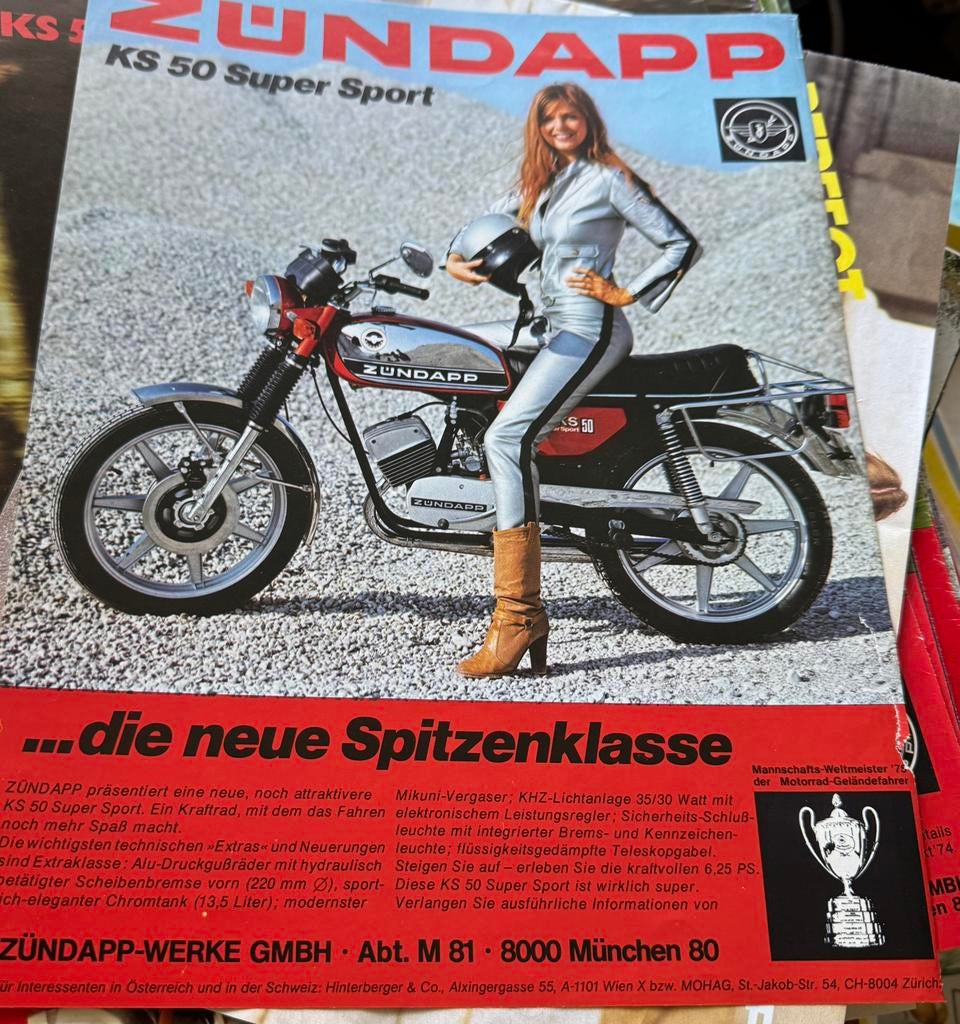 KS 5
ZÜNDAPP
KS 50 Super Sport
ZÜNDAPP
ZÜNDAPP
KS
50
ZÜNDAPP
...die neue Spitzenklasse
ZÜNDAPP präsentiert eine neue, noch attraktivere
KS 50 Super Sport. Ein Kraftrad, mit dem das Fahren
noch mehr Spaß macht.
Die wichtigsten technischen »Extras« und Neuerungen
sind Extraklasse: Alu-Druckgußräder mit hydraulisch
betätigter Scheibenbremse vorn (220 mm Ø), sport-
ich-eleganter Chromtank (13,5 Liter); modernster
Mikuni-Vergaser; KHZ-Lichtanlage 35/30 Watt mit
elektronischem Leistungsregler; Sicherheits-Schluß-
leuchte mit integrierter Brems- und Kennzeichen-
leuchte; flüssigkeitsgedämpfte Teleskopgabel.
Steigen Sie auf – erleben Sie die kraftvollen 6,25 PS.
Diese KS 50 Super Sport ist wirklich super.
Verlangen Sie ausführliche Informationen von
Mannschafts-Weltmeister '75
der Motorrad-Geländefahrer
ZÜNDAPP-WERKE GMBH · Abt. M 81 · 8000 München 80
ür Interessenten in Österreich und in der Schweiz: Hinterberger & Co., Alxingergasse 55, A-1101 Wien X bzw. MOHAG, St.-Jakob-Str. 54, CH-8004 Zürich